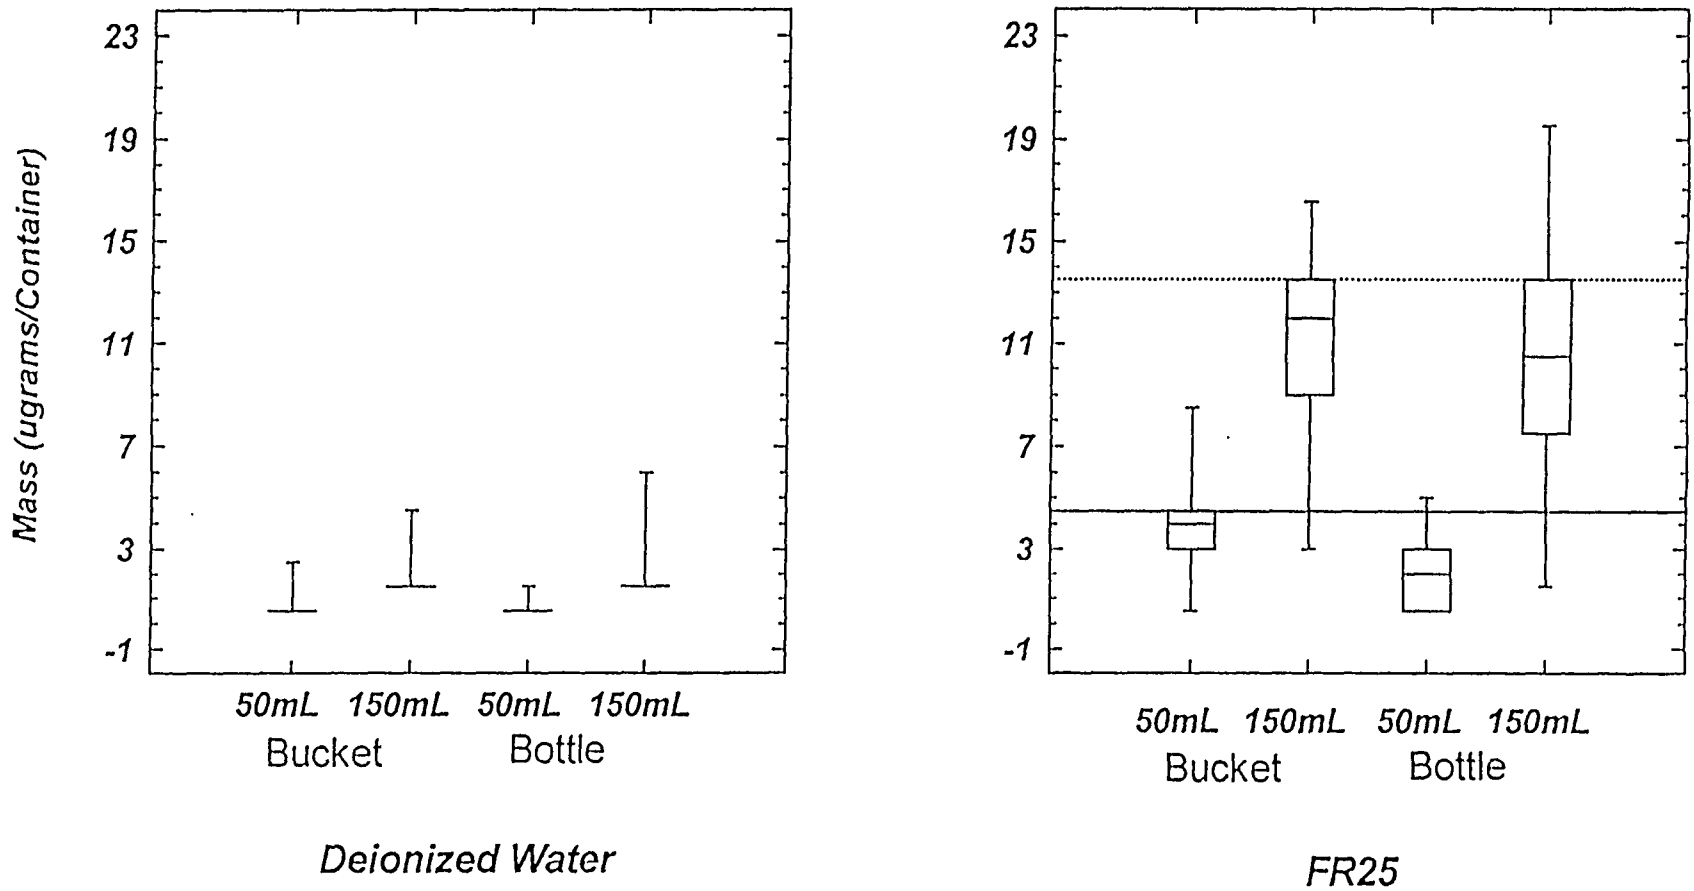 Mass (ugrams/Container)
23
19
15
11
7
3
-1
50mL 150mL 50mL 150mL
Bucket Bottle
Deionized Water
23
19
15
11
7
3
-1
50mL 150mL 50mL 150mL
Bucket Bottle
FR25